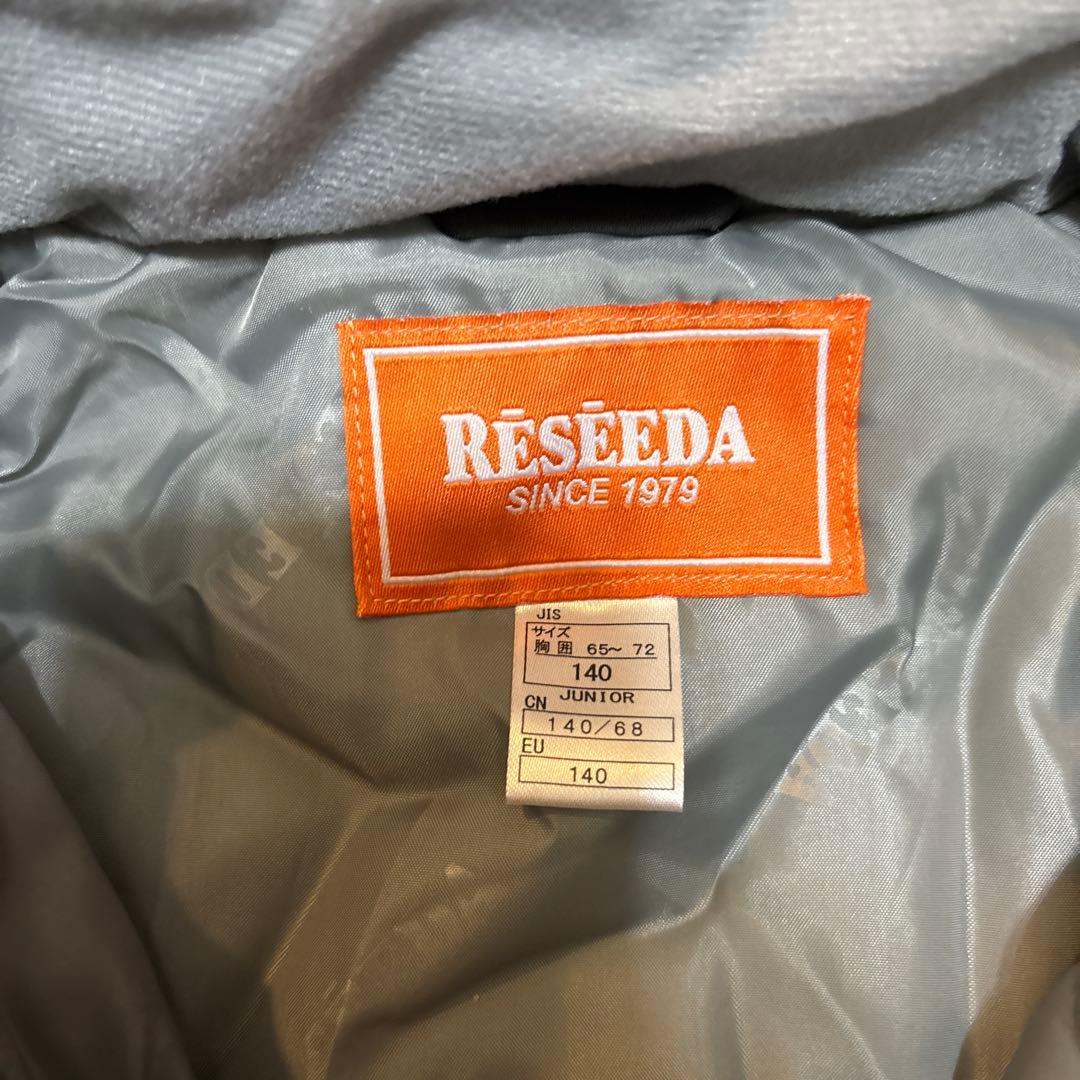 RĒSĒEDA
SINCE 1979
JIS
サイズ
胸囲 65～ 72
140
JUNIOR
CN
140/68
EU
140